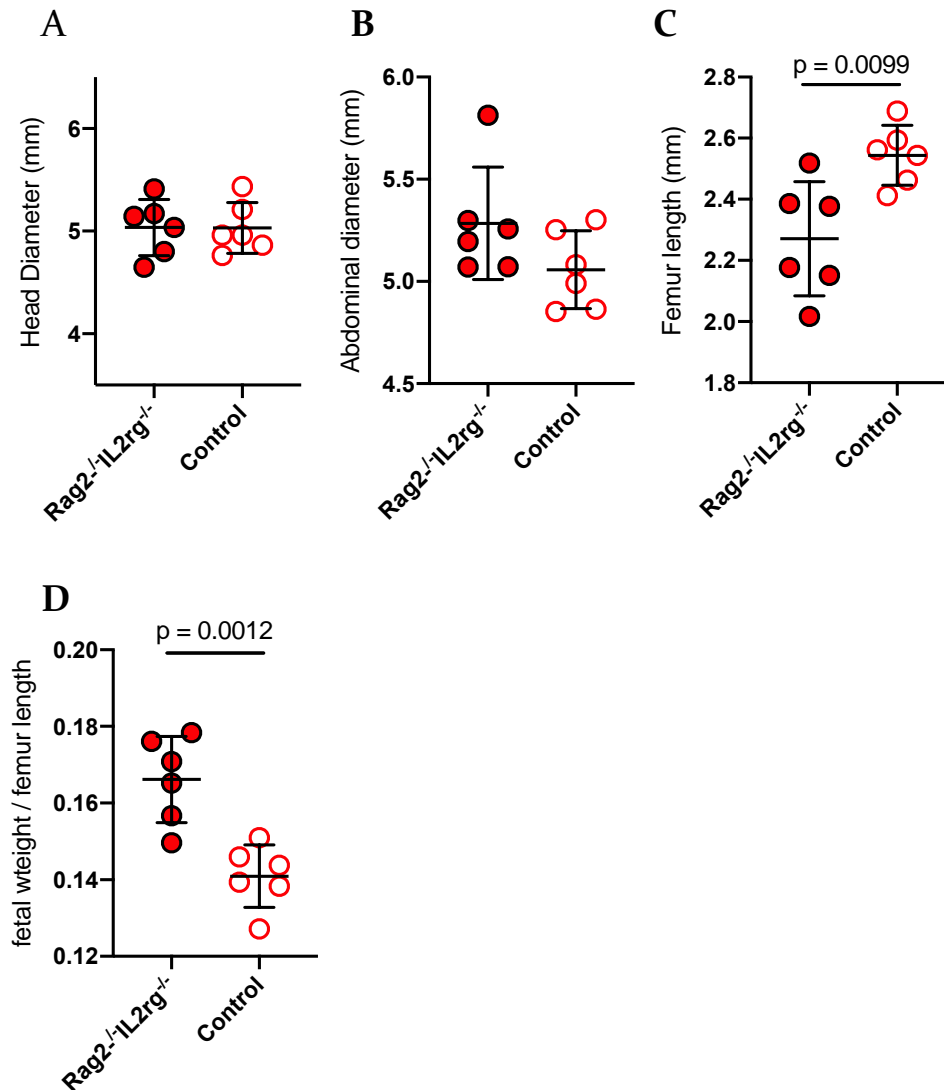 A
Head Diameter (mm)
6
5
4
Rag2-/-IL2rg-/-
Control
B
Abdominal diameter (mm)
6.0
5.5
5.0
4.5
Rag2-/-IL2rg-/-
Control
C
p = 0.0099
Femur length (mm)
2.8
2.6
2.4
2.2
2.0
1.8
Rag2-/-IL2rg-/-
Control
D
p = 0.0012
fetal wteight / femur length
0.20
0.18
0.16
0.14
0.12
Rag2-/-IL2rg-/-
Control